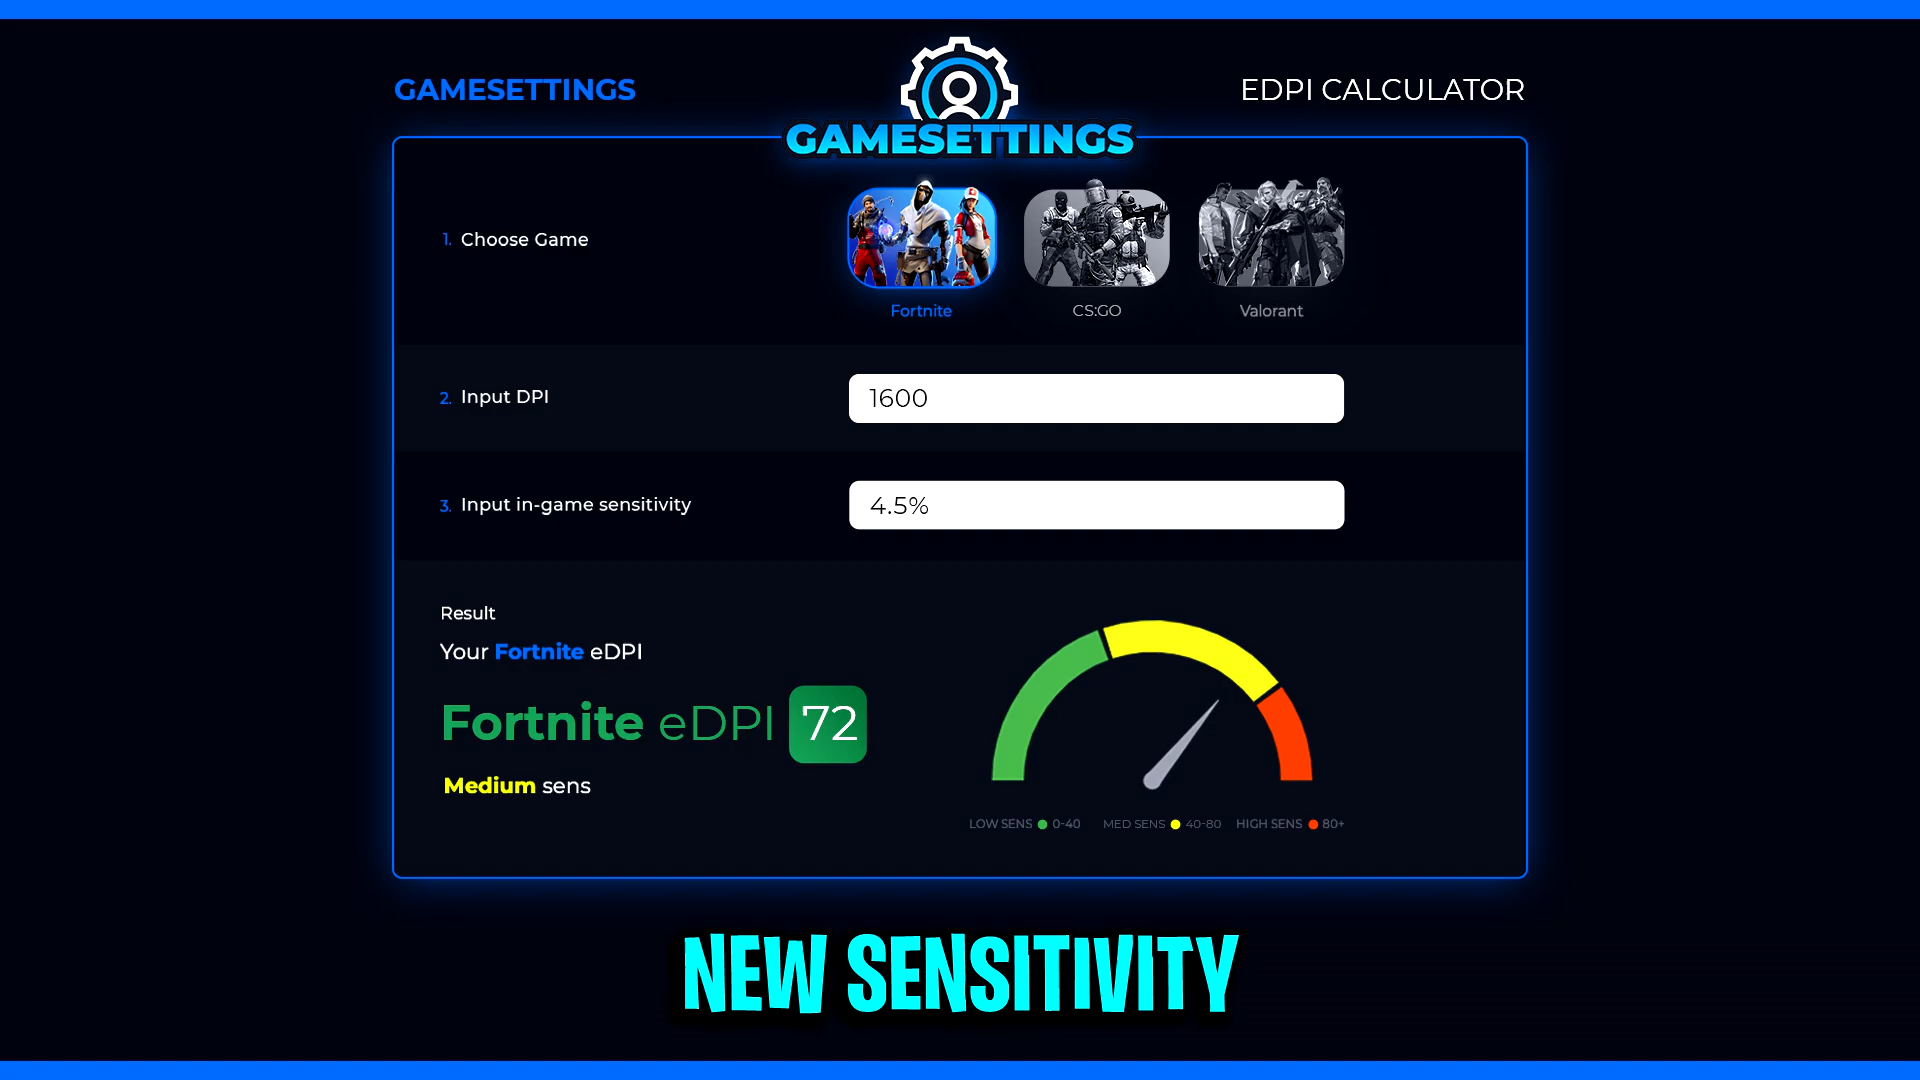 GAMESETTINGS
EDPI CALCULATOR
GAMESETTINGS
1. Choose Game
Fortnite
CS:GO
Valorant
2. Input DPI
1600
3. Input in-game sensitivity
4.5%
Result
Your Fortnite eDPI
Fortnite eDPI 72
Medium sens
LOW SENS 0-40
MED SENS 40-80
HIGH SENS 80+
NEW SENSITIVITY